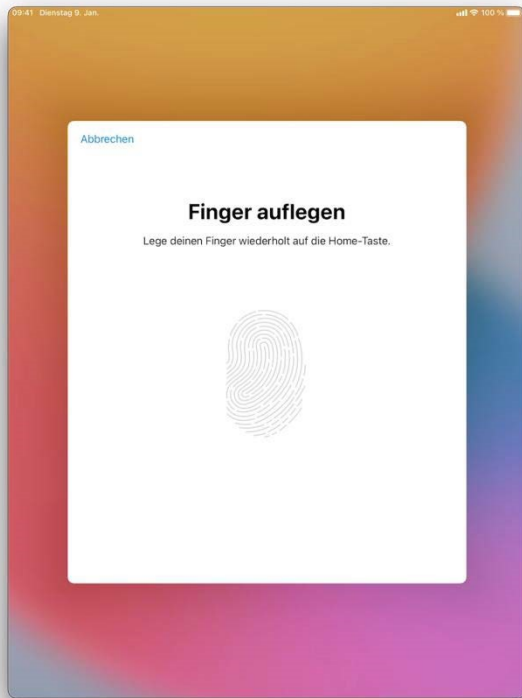 09:41 Dienstag 9. Jan. 100 %
Abbrechen
Finger auflegen
Lege deinen Finger wiederholt auf die Home-Taste.